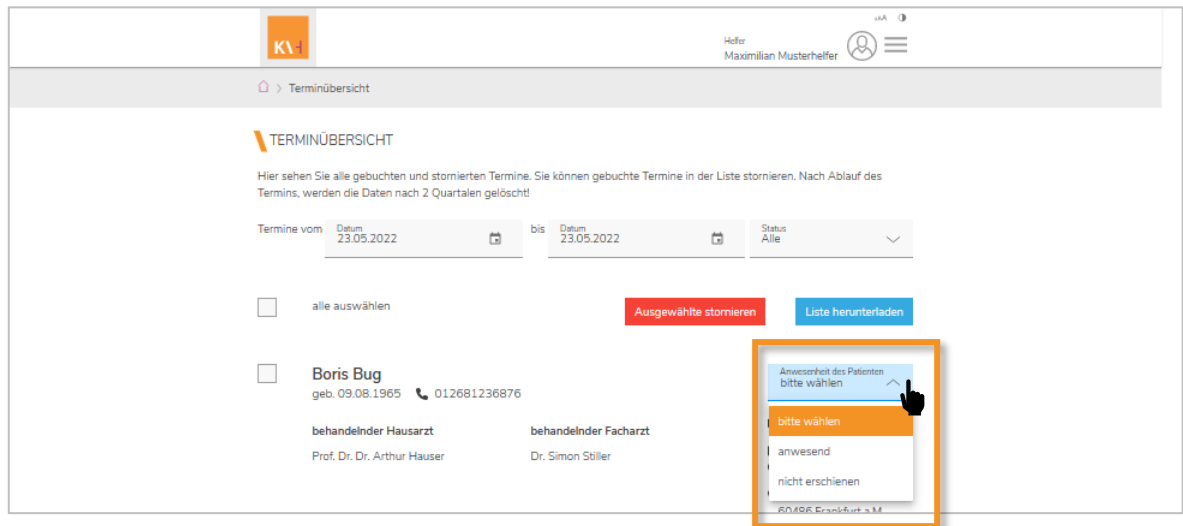 KVH
AAA
Helfer
Maximilian Musterhelfer
> Terminübersicht
TERMINÜBERSICHT
Hier sehen Sie alle gebuchten und stornierten Termine. Sie können gebuchte Termine in der Liste stornieren. Nach Ablauf des
Termins, werden die Daten nach 2 Quartalen gelöscht!
Termine vom Datum 23.05.2022 bis Datum 23.05.2022 Status Alle
alle auswählen Ausgewählte stornieren Liste herunterladen
Boris Bug
geb. 09.08.1965 012681236876
Anwesenheit des Patienten
bitte wählen
bitte wählen
anwesend
nicht erschienen
behandelnder Hausarzt behandelnder Facharzt
Prof. Dr. Dr. Arthur Hauser Dr. Simon Stiller
60486 Frankfurt a.M.